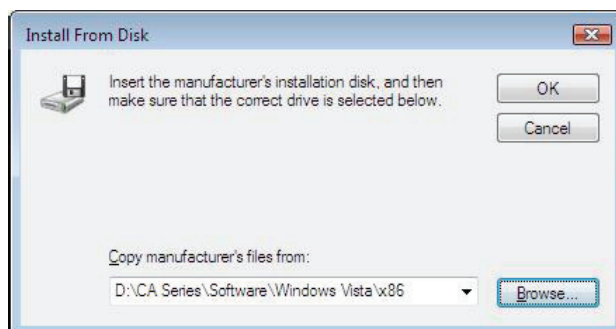 Install From Disk
Insert the manufacturer's installation disk, and then
make sure that the correct drive is selected below.
OK
Cancel
Copy manufacturer's files from:
D:\CA Series\Software\Windows Vista\x86
Browse...